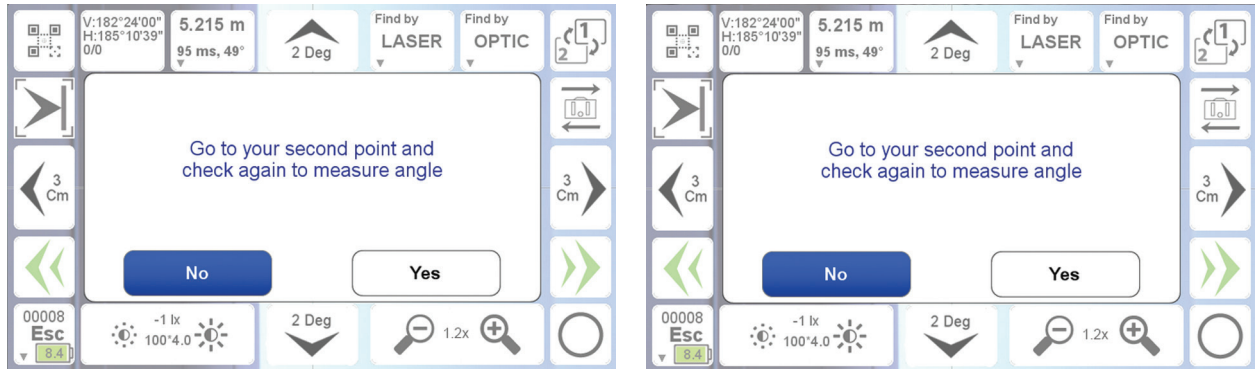 V:182°24'00"
H:185°10'39"
0/0
5.215 m
95 ms, 49°
2 Deg
Find by
LASER
Find by
OPTIC
1
2
Go to your second point and
check again to measure angle
3
Cm
3
Cm
No
Yes
00008
Esc
8.4
-1 lx
100*4.0
2 Deg
1.2x
V:182°24'00"
H:185°10'39"
0/0
5.215 m
95 ms, 49°
2 Deg
Find by
LASER
Find by
OPTIC
1
2
Go to your second point and
check again to measure angle
3
Cm
3
Cm
No
Yes
00008
Esc
8.4
-1 lx
100*4.0
2 Deg
1.2x